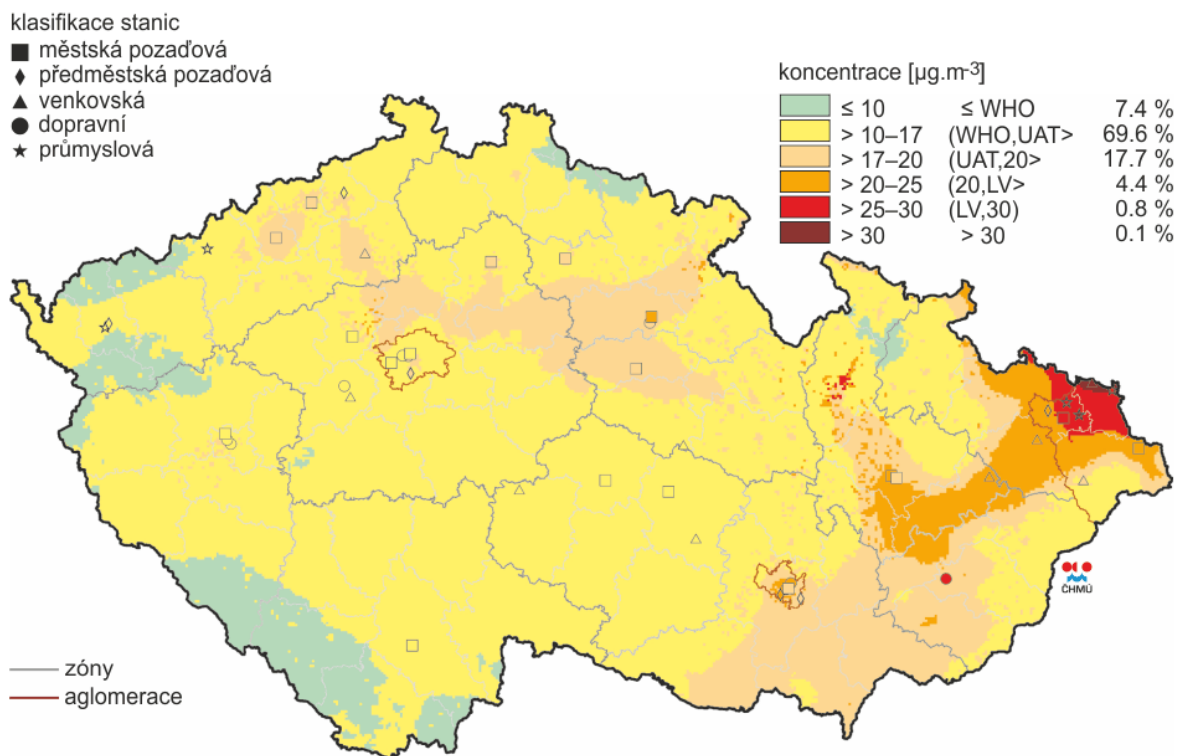 klasifikace stanic
městská pozaďová
předměstská pozaďová
venkovská
dopravní
průmyslová
koncentrace [µg.m-3]
≤ 10 ≤ WHO 7.4 %
> 10–17 (WHO,UAT> 69.6 %
> 17–20 (UAT,20> 17.7 %
> 20–25 (20,LV> 4.4 %
> 25–30 (LV,30) 0.8 %
> 30 > 30 0.1 %
ČHMÚ
zóny
aglomerace